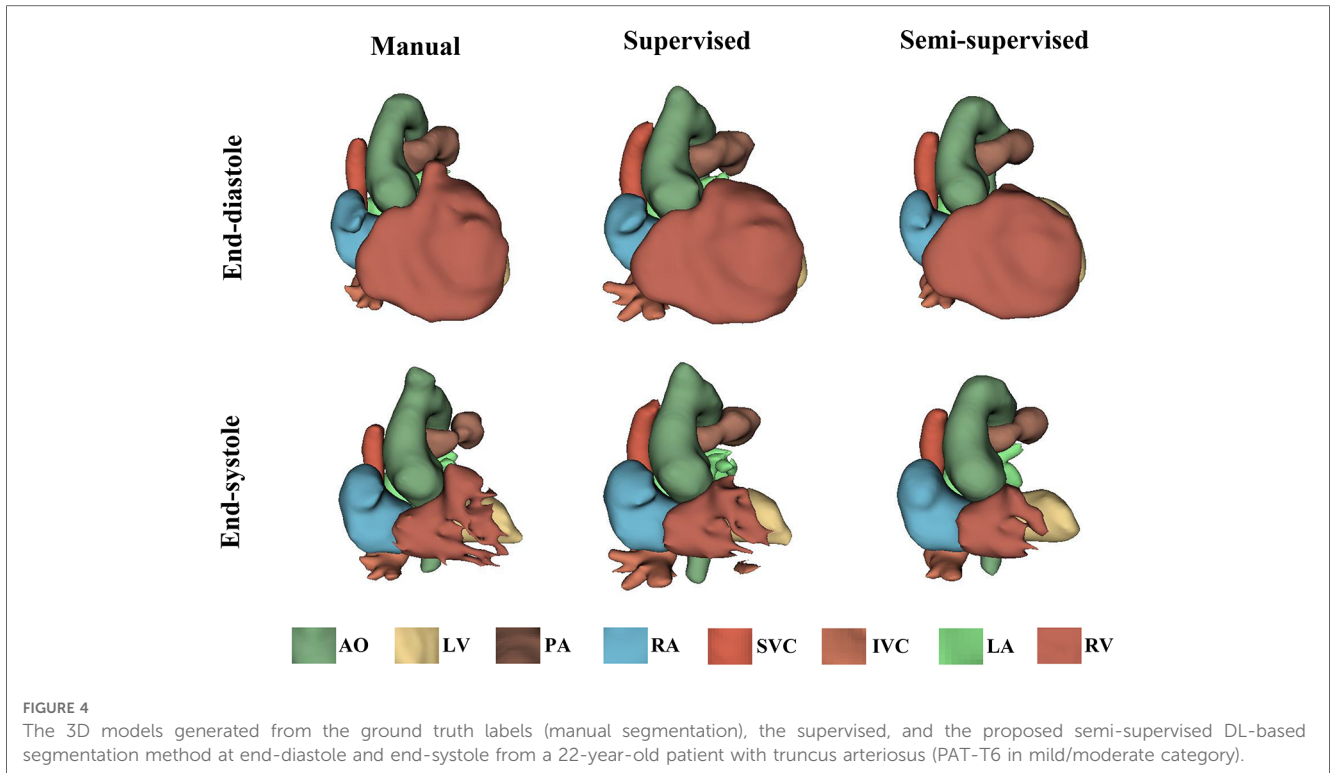 Manual Supervised Semi-supervised
End-diastole
End-systole
AO LV PA RA SVC IVC LA RV
FIGURE 4
The 3D models generated from the ground truth labels (manual segmentation), the supervised, and the proposed semi-supervised DL-based
segmentation method at end-diastole and end-systole from a 22-year-old patient with truncus arteriosus (PAT-T6 in mild/moderate category).